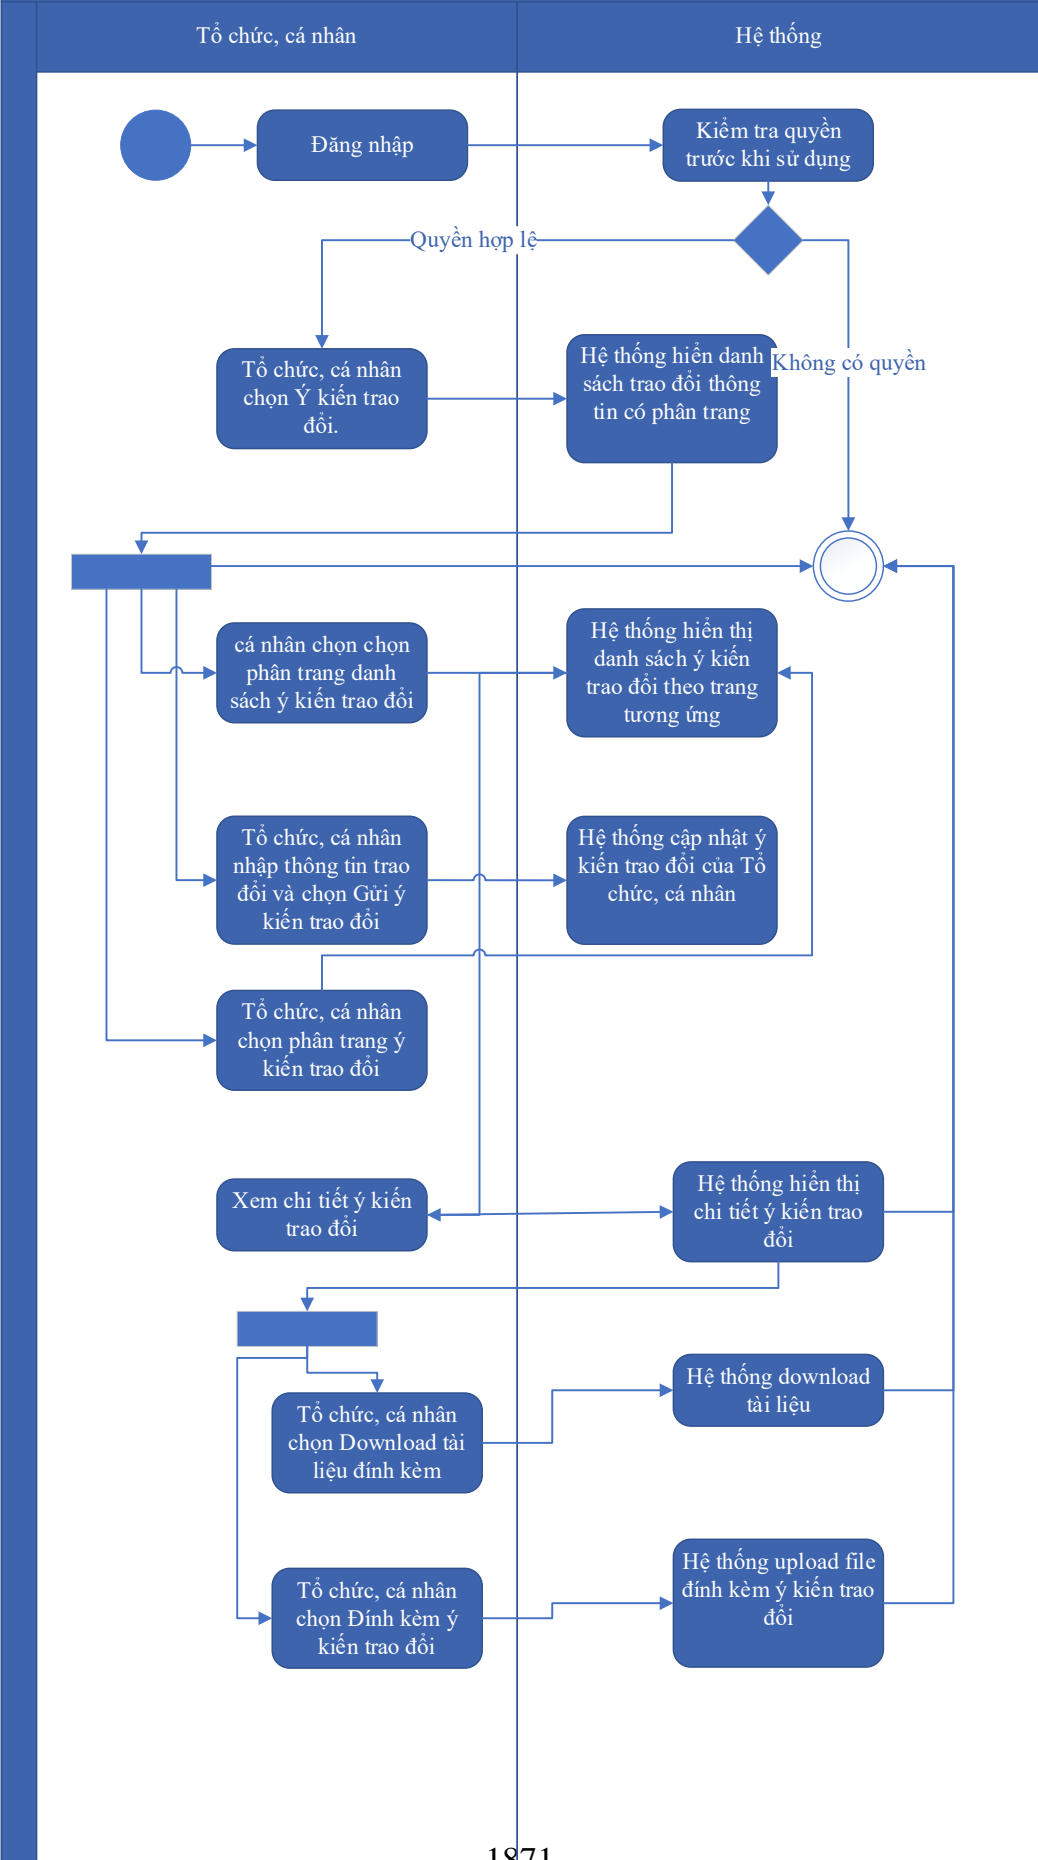 Tổ chức, cá nhân
Hệ thống
Đăng nhập
Kiểm tra quyền
trước khi sử dụng
Quyền hợp lệ
Không có quyền
Tổ chức, cá nhân
chọn Ý kiến trao
đổi.
Hệ thống hiển danh
sách trao đổi thông
tin có phân trang
cá nhân chọn chọn
phân trang danh
sách ý kiến trao đổi
Hệ thống hiển thị
danh sách ý kiến
trao đổi theo trang
tương ứng
Tổ chức, cá nhân
nhập thông tin trao
đổi và chọn Gửi ý
kiến trao đổi
Hệ thống cập nhật ý
kiến trao đổi của Tổ
chức, cá nhân
Tổ chức, cá nhân
chọn phân trang ý
kiến trao đổi
Xem chi tiết ý kiến
trao đổi
Hệ thống hiển thị
chi tiết ý kiến trao
đổi
Tổ chức, cá nhân
chọn Download tài
liệu đính kèm
Hệ thống download
tài liệu
Tổ chức, cá nhân
chọn Đính kèm ý
kiến trao đổi
Hệ thống upload file
đính kèm ý kiến trao
đổi
1871